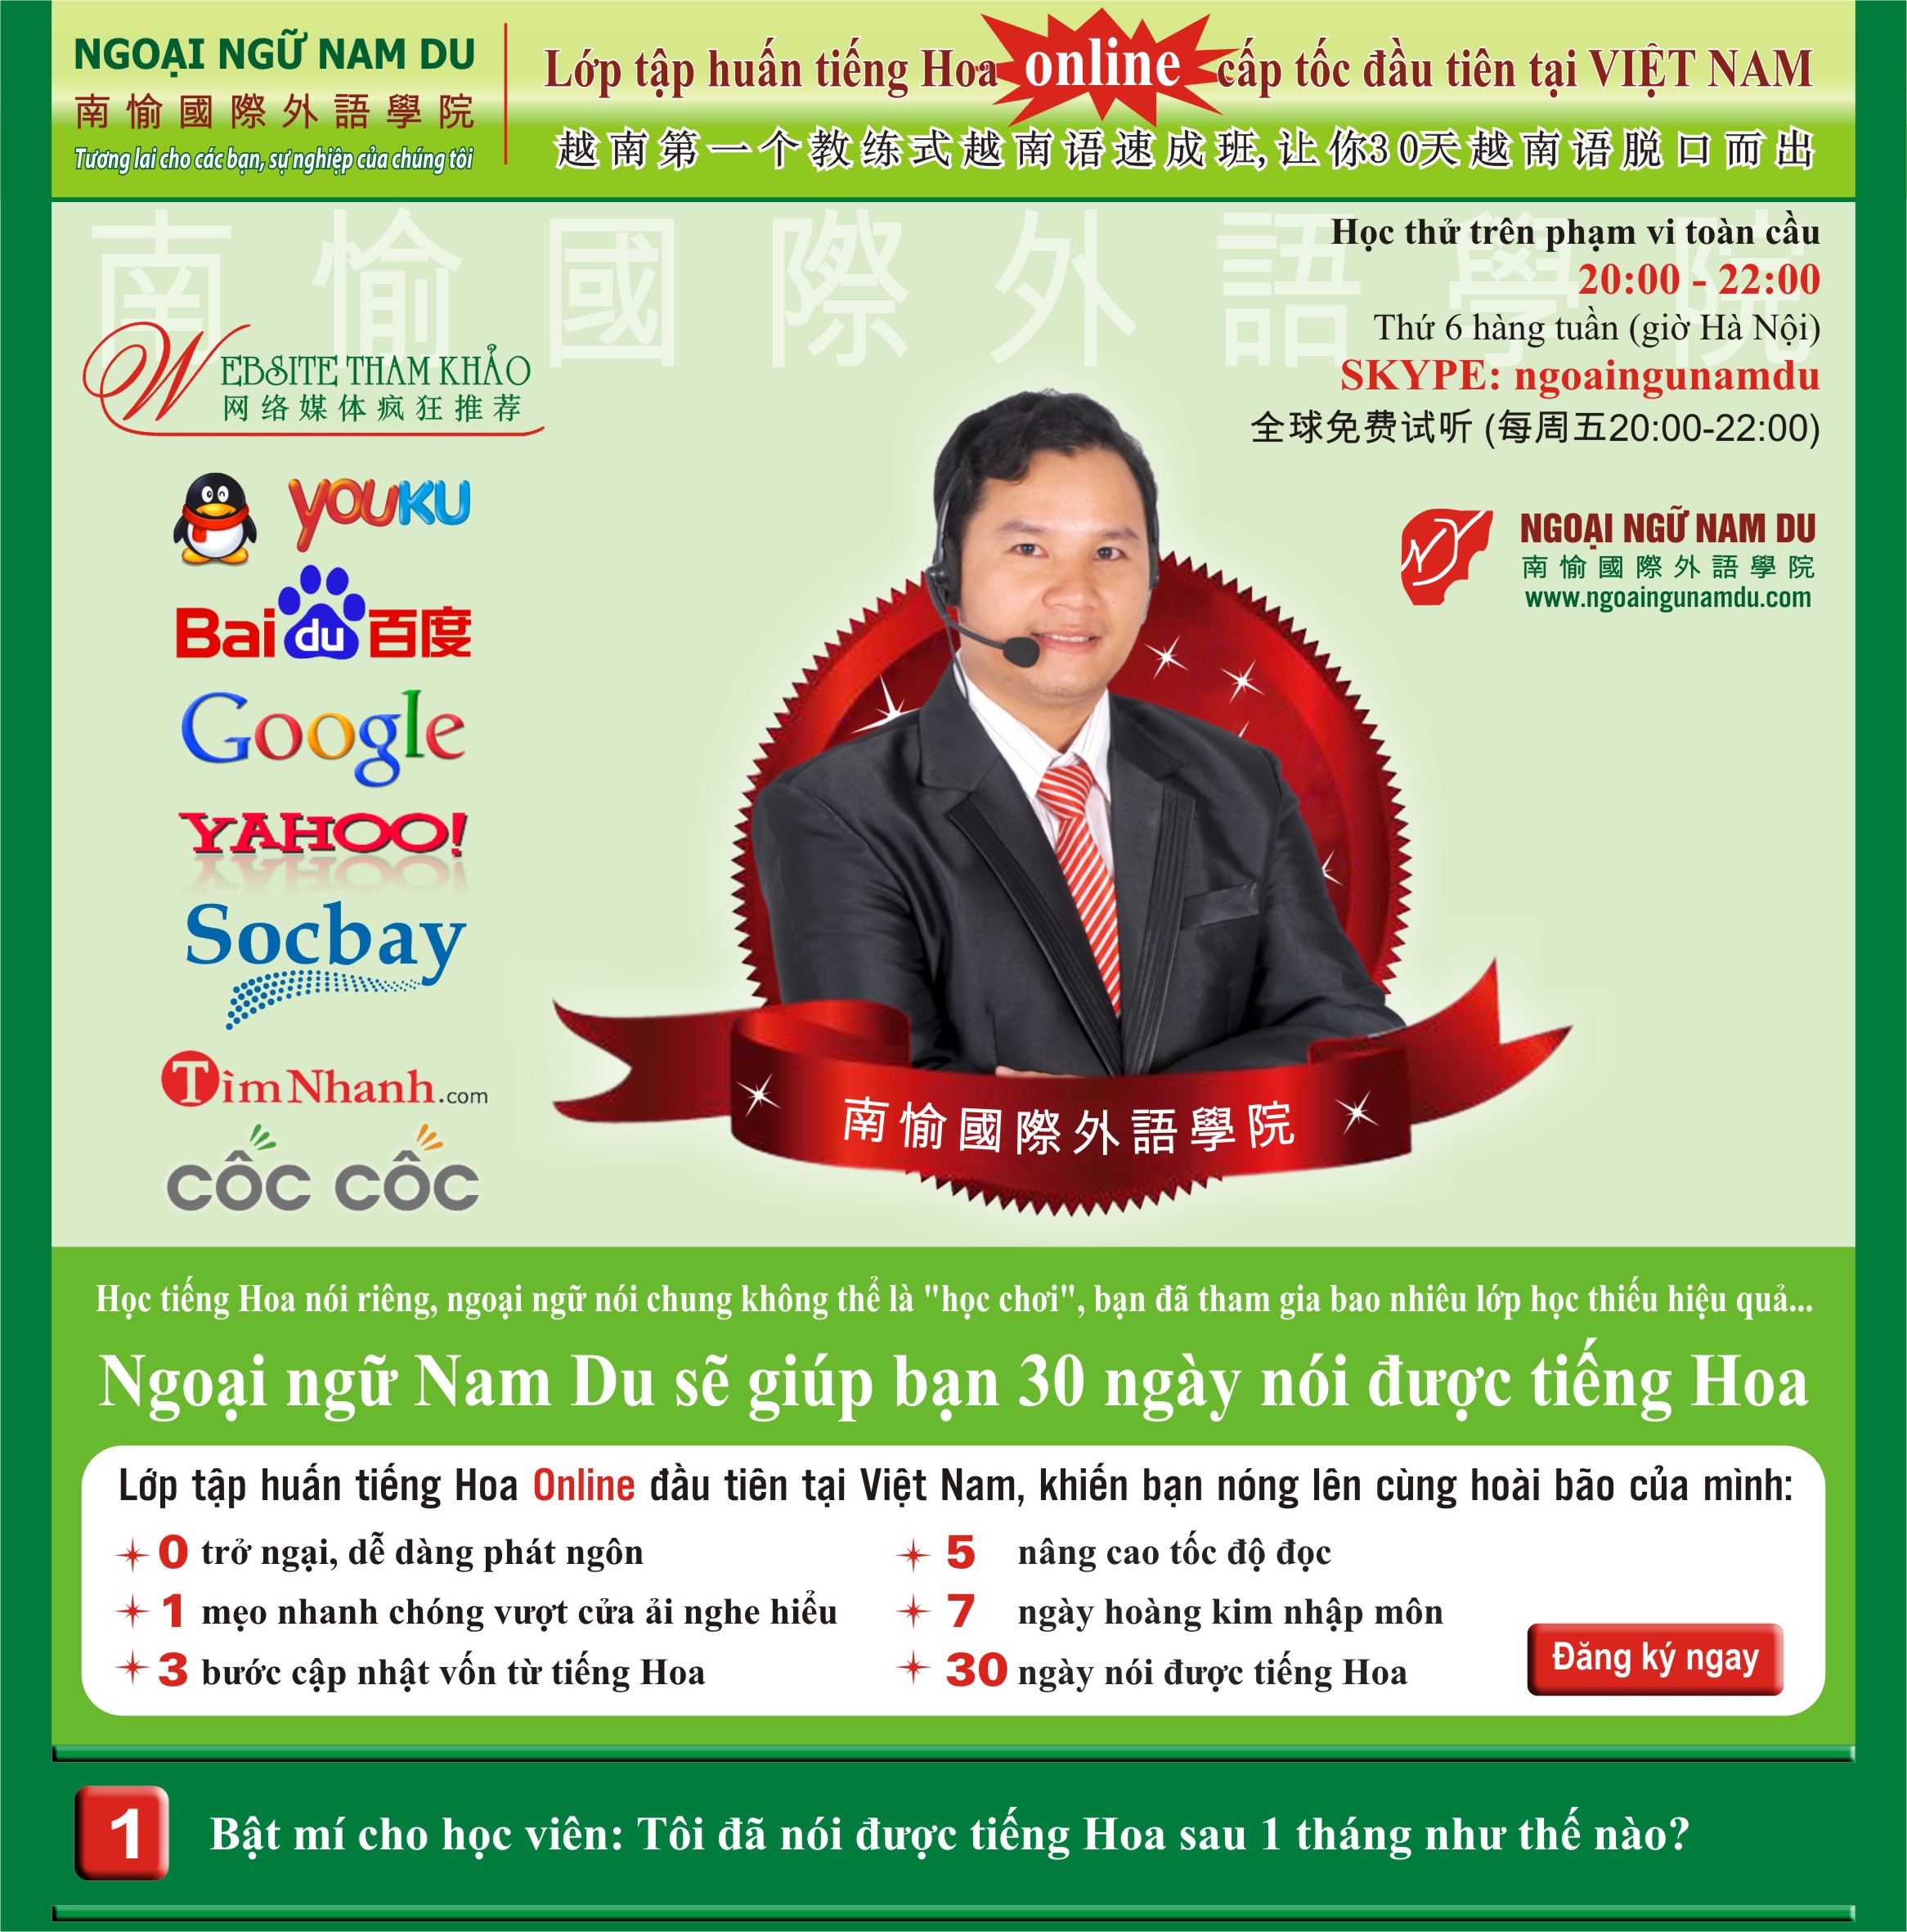 NGOẠI NGỮ NAM DU
南愉國際外語學院
Tương lai cho các bạn, sự nghiệp của chúng tôi
Lớp tập huấn tiếng Hoa online cấp tốc đầu tiên tại VIỆT NAM
越南第一个教练式越南语速成班,让你30天越南语脱口而出
南愉國際外語學院
Học thử trên phạm vi toàn cầu
20:00 - 22:00
Thứ 6 hàng tuần (giờ Hà Nội)
SKYPE: ngoaingunamdu
全球免费试听 (每周五20:00-22:00)
WEBSITE THAM KHẢO
网络媒体疯狂推荐
YOUKU
Baidu百度
Google
YAHOO!
Socbay
TìmNhanh.com
CỐC CỐC
NGOẠI NGỮ NAM DU
南愉國際外語學院
www.ngoaingunamdu.com
南愉國際外語學院
Học tiếng Hoa nói riêng, ngoại ngữ nói chung không thể là "học chơi", bạn đã tham gia bao nhiêu lớp học thiếu hiệu quả...
Ngoại ngữ Nam Du sẽ giúp bạn 30 ngày nói được tiếng Hoa
Lớp tập huấn tiếng Hoa Online đầu tiên tại Việt Nam, khiến bạn nóng lên cùng hoài bão của mình:
0 trở ngại, dễ dàng phát ngôn
1 mẹo nhanh chóng vượt cửa ải nghe hiểu
3 bước cập nhật vốn từ tiếng Hoa
5 nâng cao tốc độ đọc
7 ngày hoàng kim nhập môn
30 ngày nói được tiếng Hoa
Đăng ký ngay
1 Bật mí cho học viên: Tôi đã nói được tiếng Hoa sau 1 tháng như thế nào?